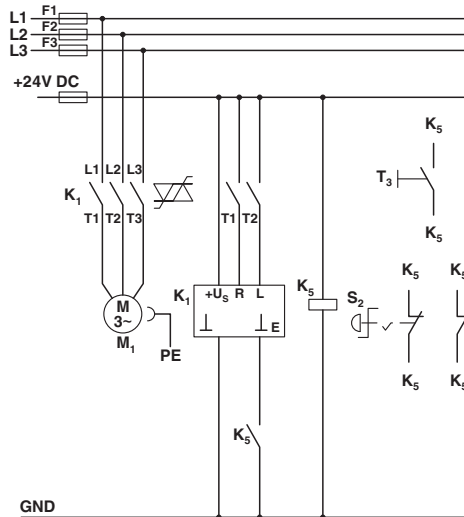 L1 F1
L2 F2
L3 F3
+24V DC
K5
L1 L2 L3
T3
K1
T1 T2 T3
T1 T2
K5
K1 +US R L
K5
S2
K5 K5
M
3~
E
M1
PE
K5 K5
K5
GND